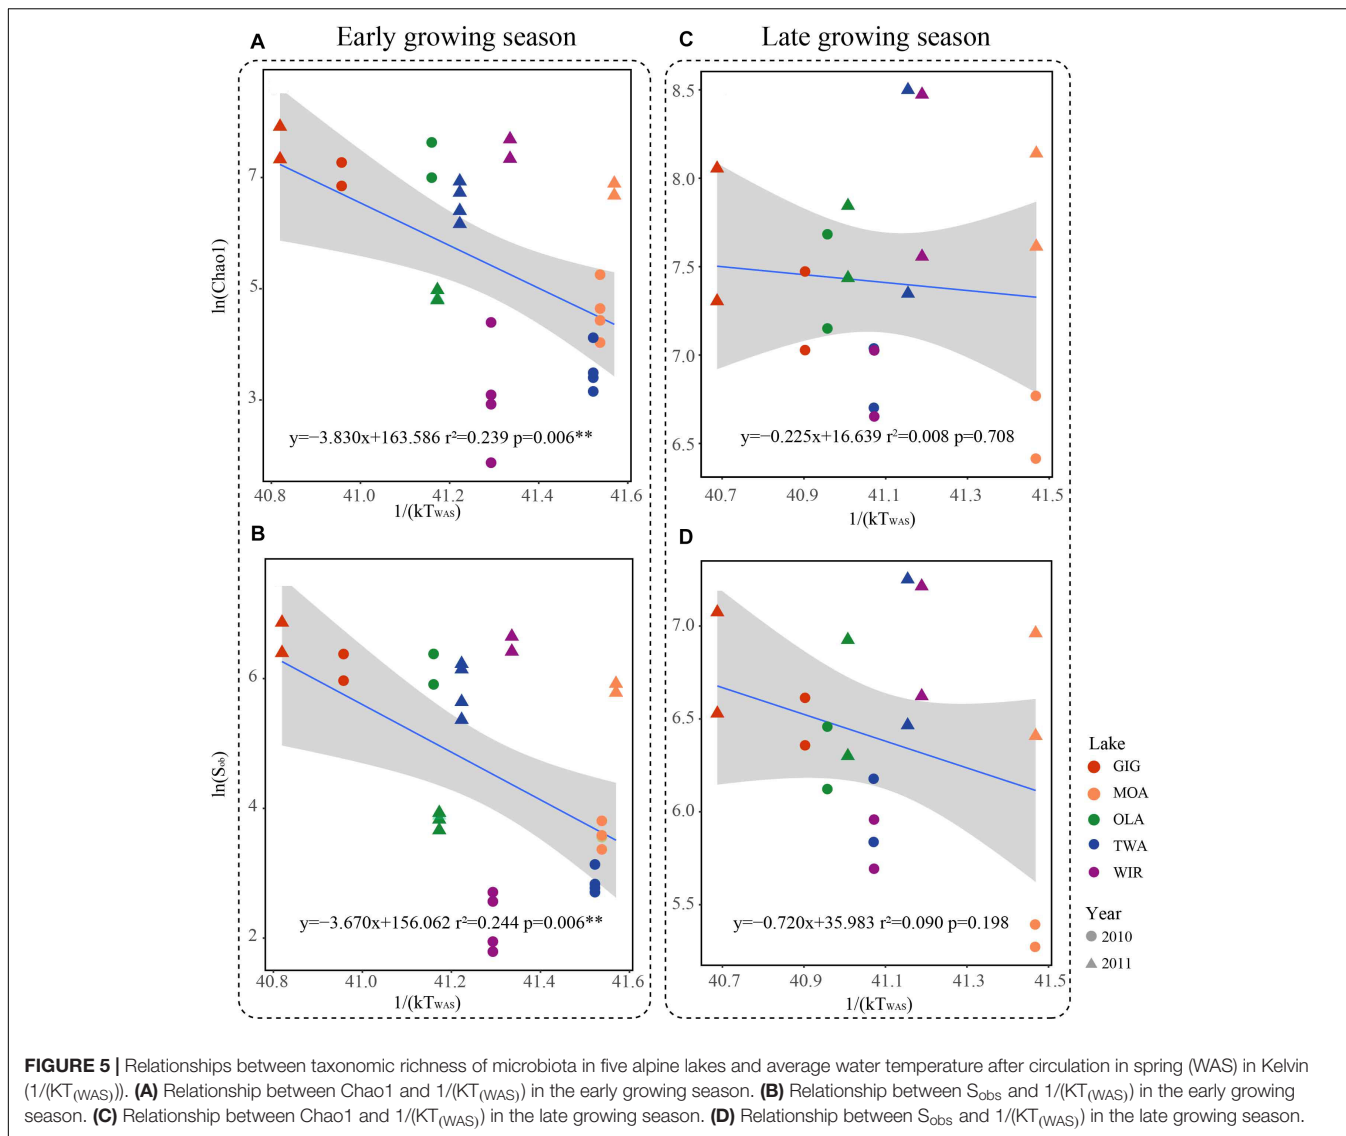 A Early growing season
C Late growing season
ln(Chao1)
7
5
3
y=−3.830x+163.586 r²=0.239 p=0.006**
40.8 41.0 41.2 41.4 41.6
1/(kTWAS)
8.5
8.0
7.5
7.0
6.5
y=−0.225x+16.639 r²=0.008 p=0.708
40.7 40.9 41.1 41.3 41.5
1/(kTWAS)
B
ln(Sob)
6
4
2
y=−3.670x+156.062 r²=0.244 p=0.006**
40.8 41.0 41.2 41.4 41.6
1/(kTWAS)
D
7.0
6.5
6.0
5.5
y=−0.720x+35.983 r²=0.090 p=0.198
40.7 40.9 41.1 41.3 41.5
1/(kTWAS)
Lake
GIG
MOA
OLA
TWA
WIR
Year
2010
2011
FIGURE 5 | Relationships between taxonomic richness of microbiota in five alpine lakes and average water temperature after circulation in spring (WAS) in Kelvin
(1/(KT(WAS))). (A) Relationship between Chao1 and 1/(KT(WAS)) in the early growing season. (B) Relationship between Sobs and 1/(KT(WAS)) in the early growing
season. (C) Relationship between Chao1 and 1/(KT(WAS)) in the late growing season. (D) Relationship between Sobs and 1/(KT(WAS)) in the late growing season.